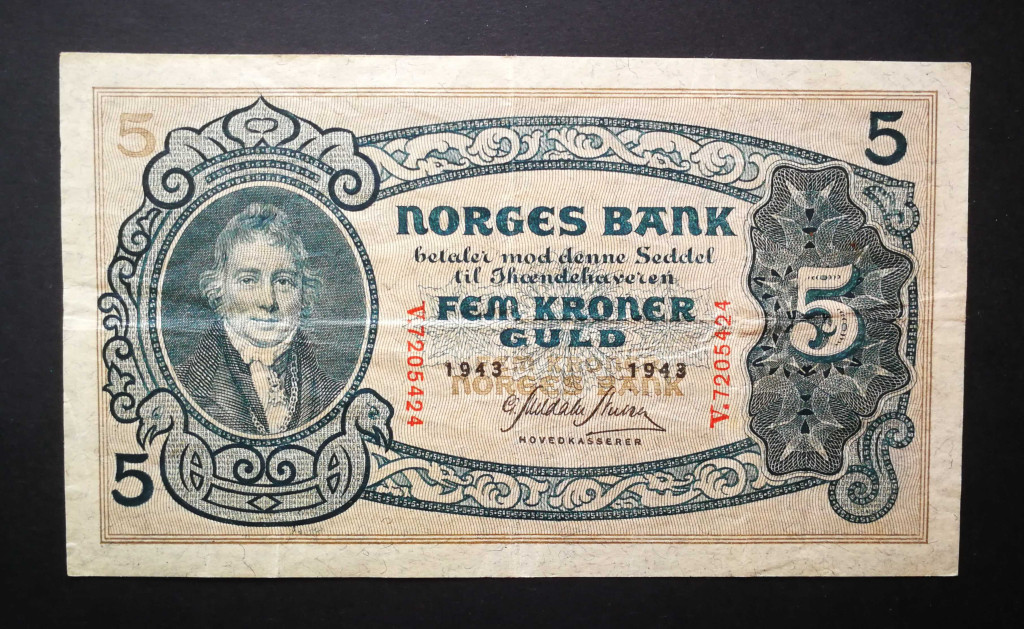 5
5
NORGES BANK
betaler mod denne Seddel
til Ihændehaveren
FEM KRONER
GULD
5
V.7205424
V.7205424
1943
1943
NORGES BANK
HOVEDKASSERER
5